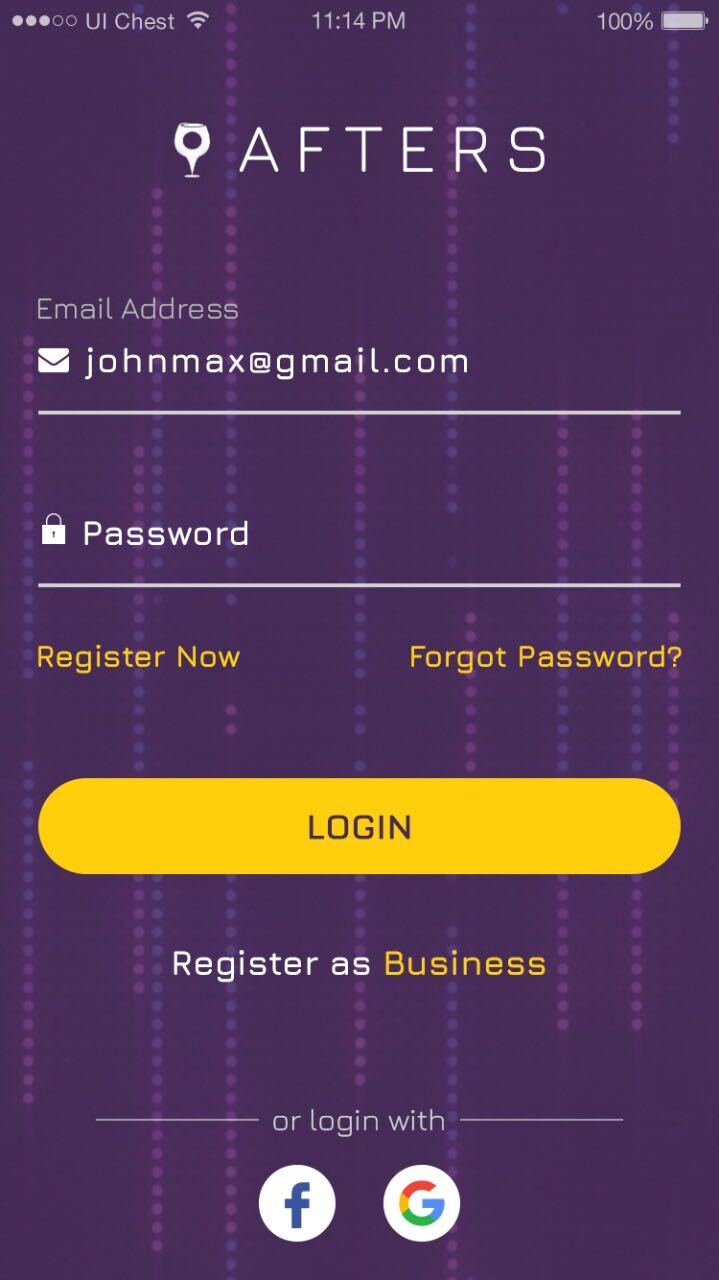 UI Chest 11:14 PM 100%
AFTERS
Email Address
johnmax@gmail.com
Password
Register Now Forgot Password?
LOGIN
Register as Business
or login with
f G